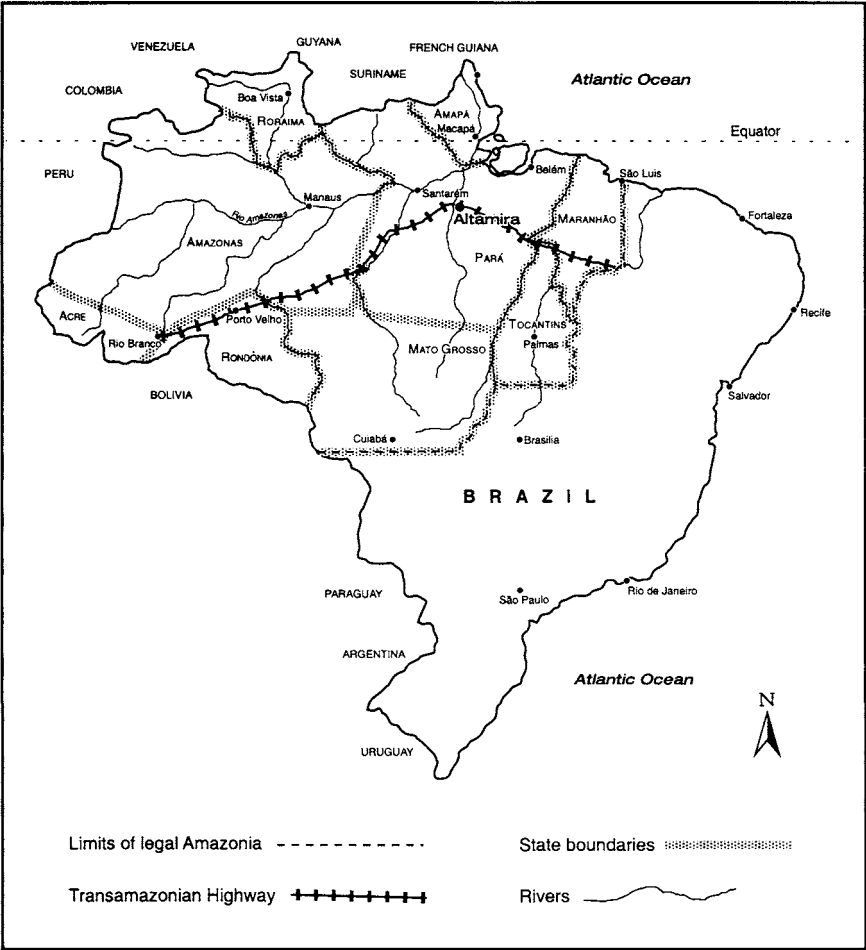 VENEZUELA
GUYANA
FRENCH GUIANA
SURINAME
Atlantic Ocean
COLOMBIA
Boa Vista
RORAIMA
AMAPÁ
Macapá
Equator
PERU
Belém
São Luis
Manaus
Santarém
Rio Amazonas
Altamira
MARANHÃO
Fortaleza
AMAZONAS
PARÁ
ACRE
Porto Velho
TOCANTINS
Recife
Rio Branco
RONDÔNIA
MATO GROSSO
Palmas
BOLIVIA
Salvador
Cuiabá
Brasilia
BRAZIL
PARAGUAY
São Paulo
Rio de Janeiro
ARGENTINA
Atlantic Ocean
N
URUGUAY
Limits of legal Amazonia
State boundaries
Transamazonian Highway
Rivers